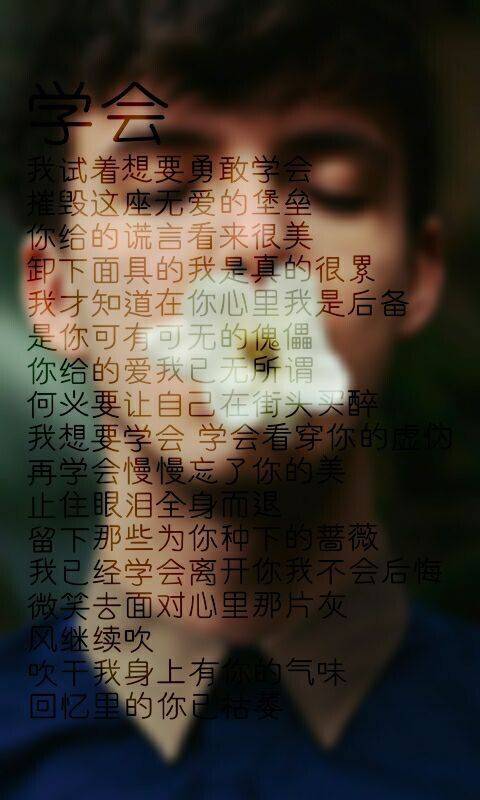 学会
我试着想要勇敢学会
摧毁这座无爱的堡垒
你给的谎言看来很美
卸下面具的我是真的很累
我才知道在你心里我是后备
是你可有可无的傀儡
你给的爱我已无所谓
何必要让自己在街头买醉
我想要学会 学会看穿你的虚伪
再学会慢慢忘了你的美
止住眼泪全身而退
留下那些为你种下的蔷薇
我已经学会离开你我不会后悔
微笑去面对心里那片灰
风继续吹
吹干我身上有你的气味
回忆里的你已枯萎